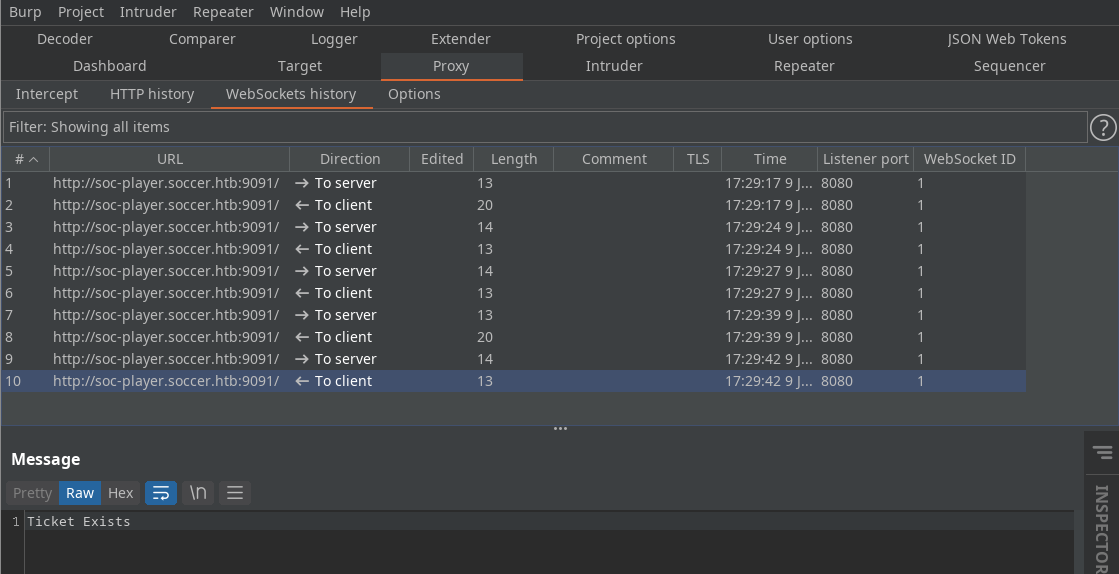 Burp Project Intruder Repeater Window Help
Decoder Comparer Logger Extender Project options User options JSON Web Tokens
Dashboard Target Proxy Intruder Repeater Sequencer
Intercept HTTP history WebSockets history Options
Filter: Showing all items ?
# URL Direction Edited Length Comment TLS Time Listener port WebSocket ID
1 http://soc-player.soccer.htb:9091/ → To server 13 17:29:17 9 J... 8080 1
2 http://soc-player.soccer.htb:9091/ ← To client 20 17:29:17 9 J... 8080 1
3 http://soc-player.soccer.htb:9091/ → To server 14 17:29:24 9 J... 8080 1
4 http://soc-player.soccer.htb:9091/ ← To client 13 17:29:24 9 J... 8080 1
5 http://soc-player.soccer.htb:9091/ → To server 14 17:29:27 9 J... 8080 1
6 http://soc-player.soccer.htb:9091/ ← To client 13 17:29:27 9 J... 8080 1
7 http://soc-player.soccer.htb:9091/ → To server 13 17:29:39 9 J... 8080 1
8 http://soc-player.soccer.htb:9091/ ← To client 20 17:29:39 9 J... 8080 1
9 http://soc-player.soccer.htb:9091/ → To server 14 17:29:42 9 J... 8080 1
10 http://soc-player.soccer.htb:9091/ ← To client 13 17:29:42 9 J... 8080 1
Message
Pretty Raw Hex \n
1 Ticket Exists
INSPECTOR